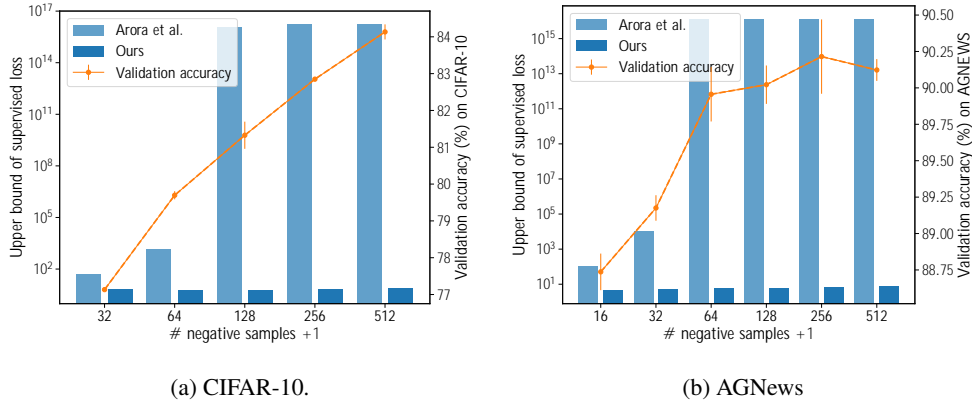 Upper bound of supervised loss
10^17
10^14
10^11
10^8
10^5
10^2
Arora et al.
Ours
Validation accuracy
84
83
82
81
80
79
78
77
Validation accuracy (%) on CIFAR-10
32 64 128 256 512
# negative samples +1
(a) CIFAR-10.
Upper bound of supervised loss
10^15
10^13
10^11
10^9
10^7
10^5
10^3
10^1
Arora et al.
Ours
Validation accuracy
90.50
90.25
90.00
89.75
89.50
89.25
89.00
88.75
Validation accuracy (%) on AGNEWS
16 32 64 128 256 512
# negative samples +1
(b) AGNews